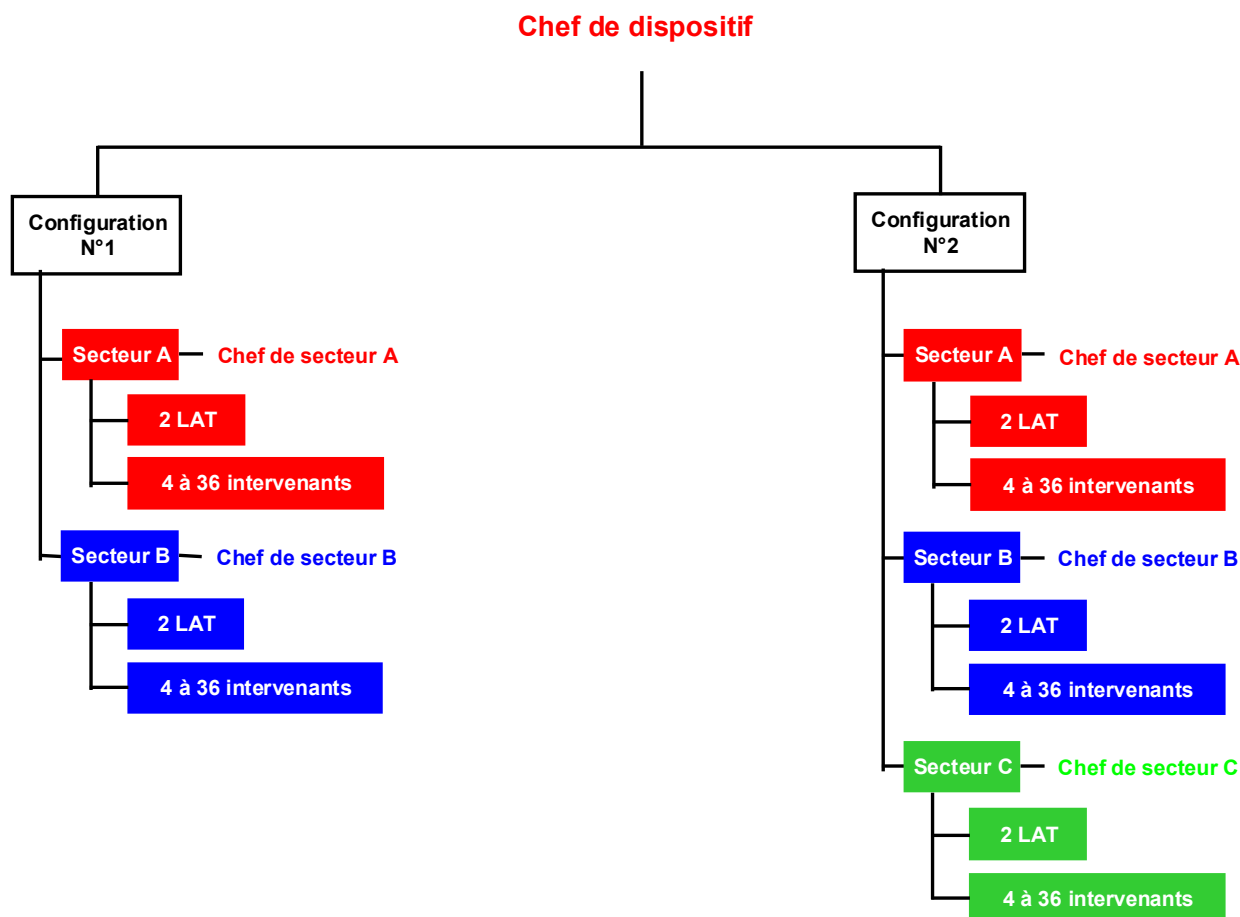 Chef de dispositif
Configuration
N°1
Secteur A
Chef de secteur A
2 LAT
4 à 36 intervenants
Secteur B
Chef de secteur B
2 LAT
4 à 36 intervenants
Configuration
N°2
Secteur A
Chef de secteur A
2 LAT
4 à 36 intervenants
Secteur B
Chef de secteur B
2 LAT
4 à 36 intervenants
Secteur C
Chef de secteur C
2 LAT
4 à 36 intervenants